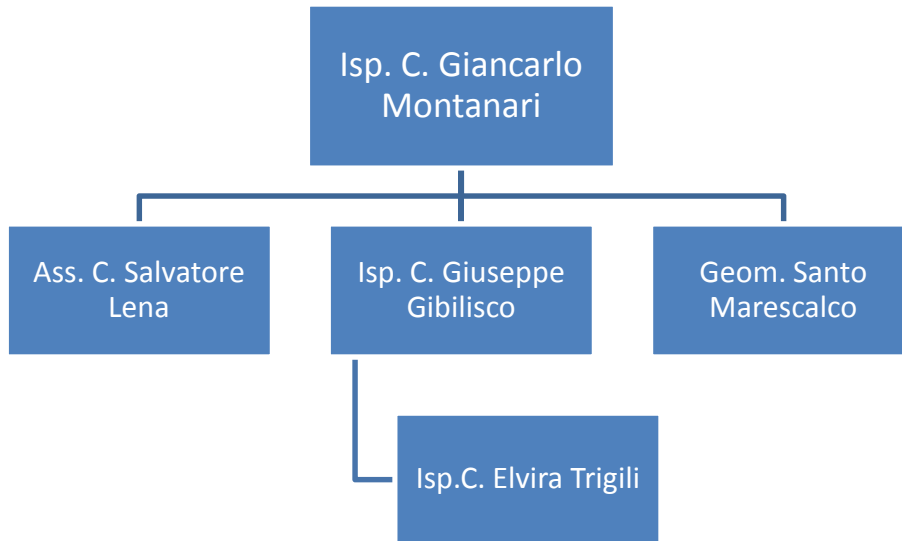 Isp. C. Giancarlo
Montanari
Ass. C. Salvatore
Lena
Isp. C. Giuseppe
Gibilisco
Geom. Santo
Marescalco
Isp.C. Elvira Trigili